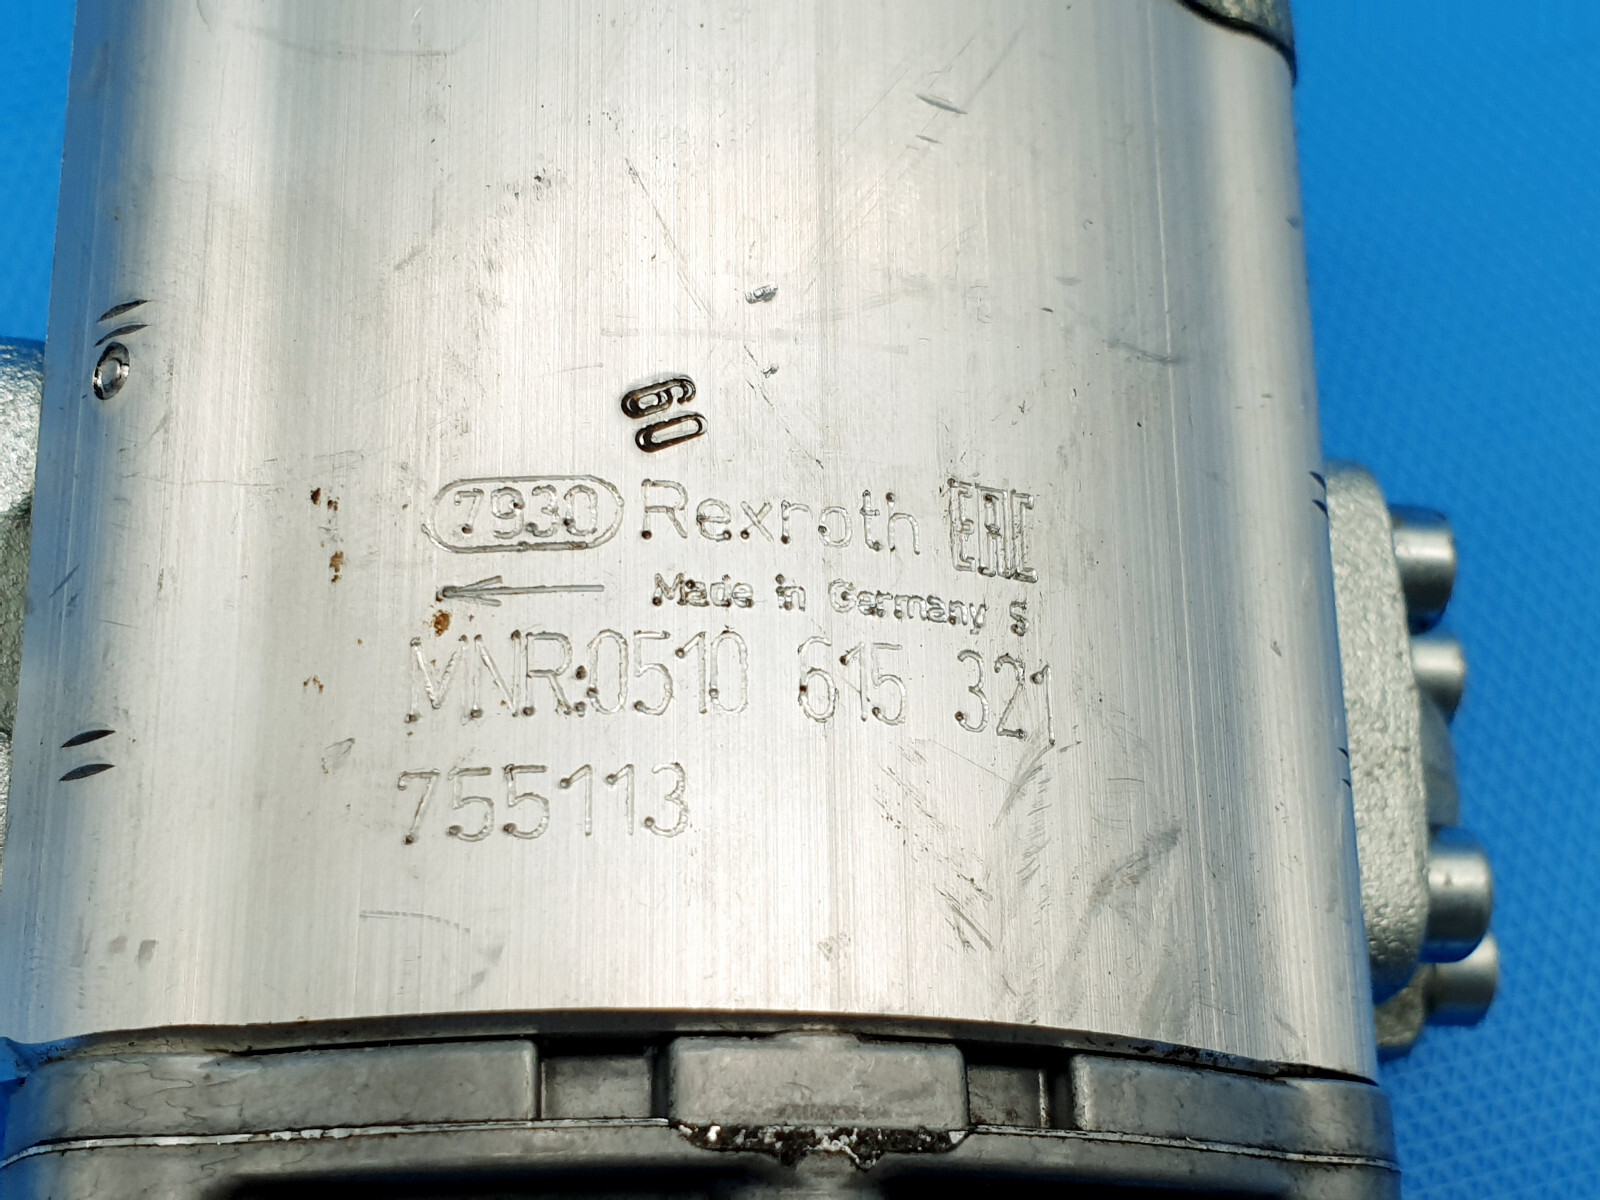 60
7930 Rexroth EAC
Made in Germany S
MNR:0510 615 321
755113